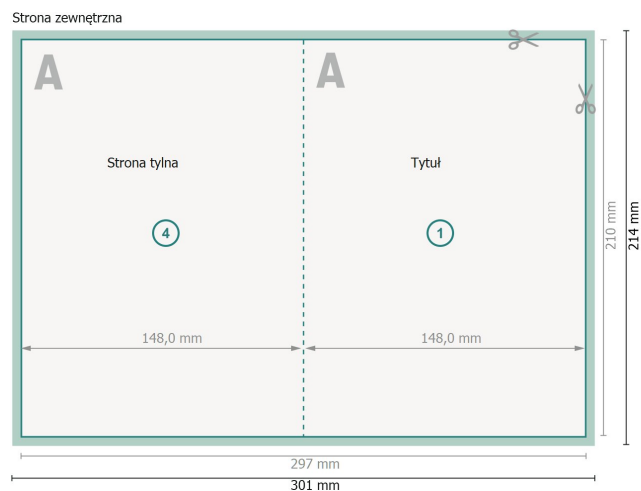 Strona zewnętrzna
A
A
Strona tylna
Tytuł
4
1
148,0 mm
148,0 mm
210 mm
214 mm
297 mm
301 mm